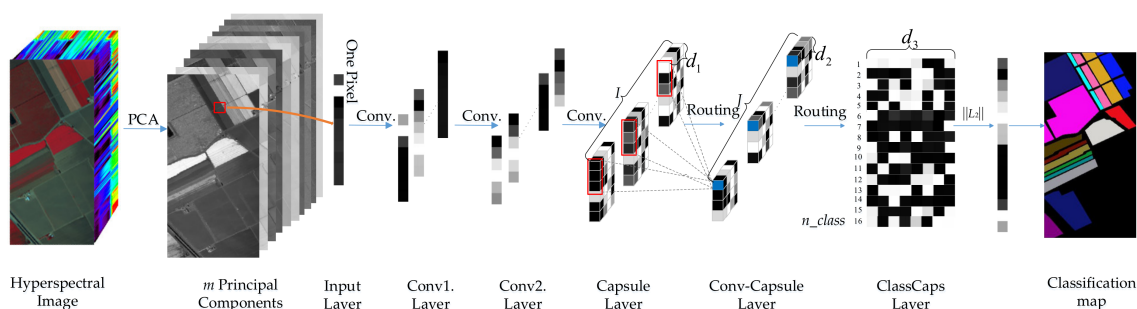 PCA
One Pixel
Conv.
Conv.
Conv.
I
d1
Routing
J
d2
Routing
d3
1
2
3
4
5
6
7
8
9
10
11
12
13
14
15
16
n_class
||L2||
Hyperspectral
Image
m Principal
Components
Input
Layer
Conv1.
Layer
Conv2.
Layer
Capsule
Layer
Conv-Capsule
Layer
ClassCaps
Layer
Classification
map